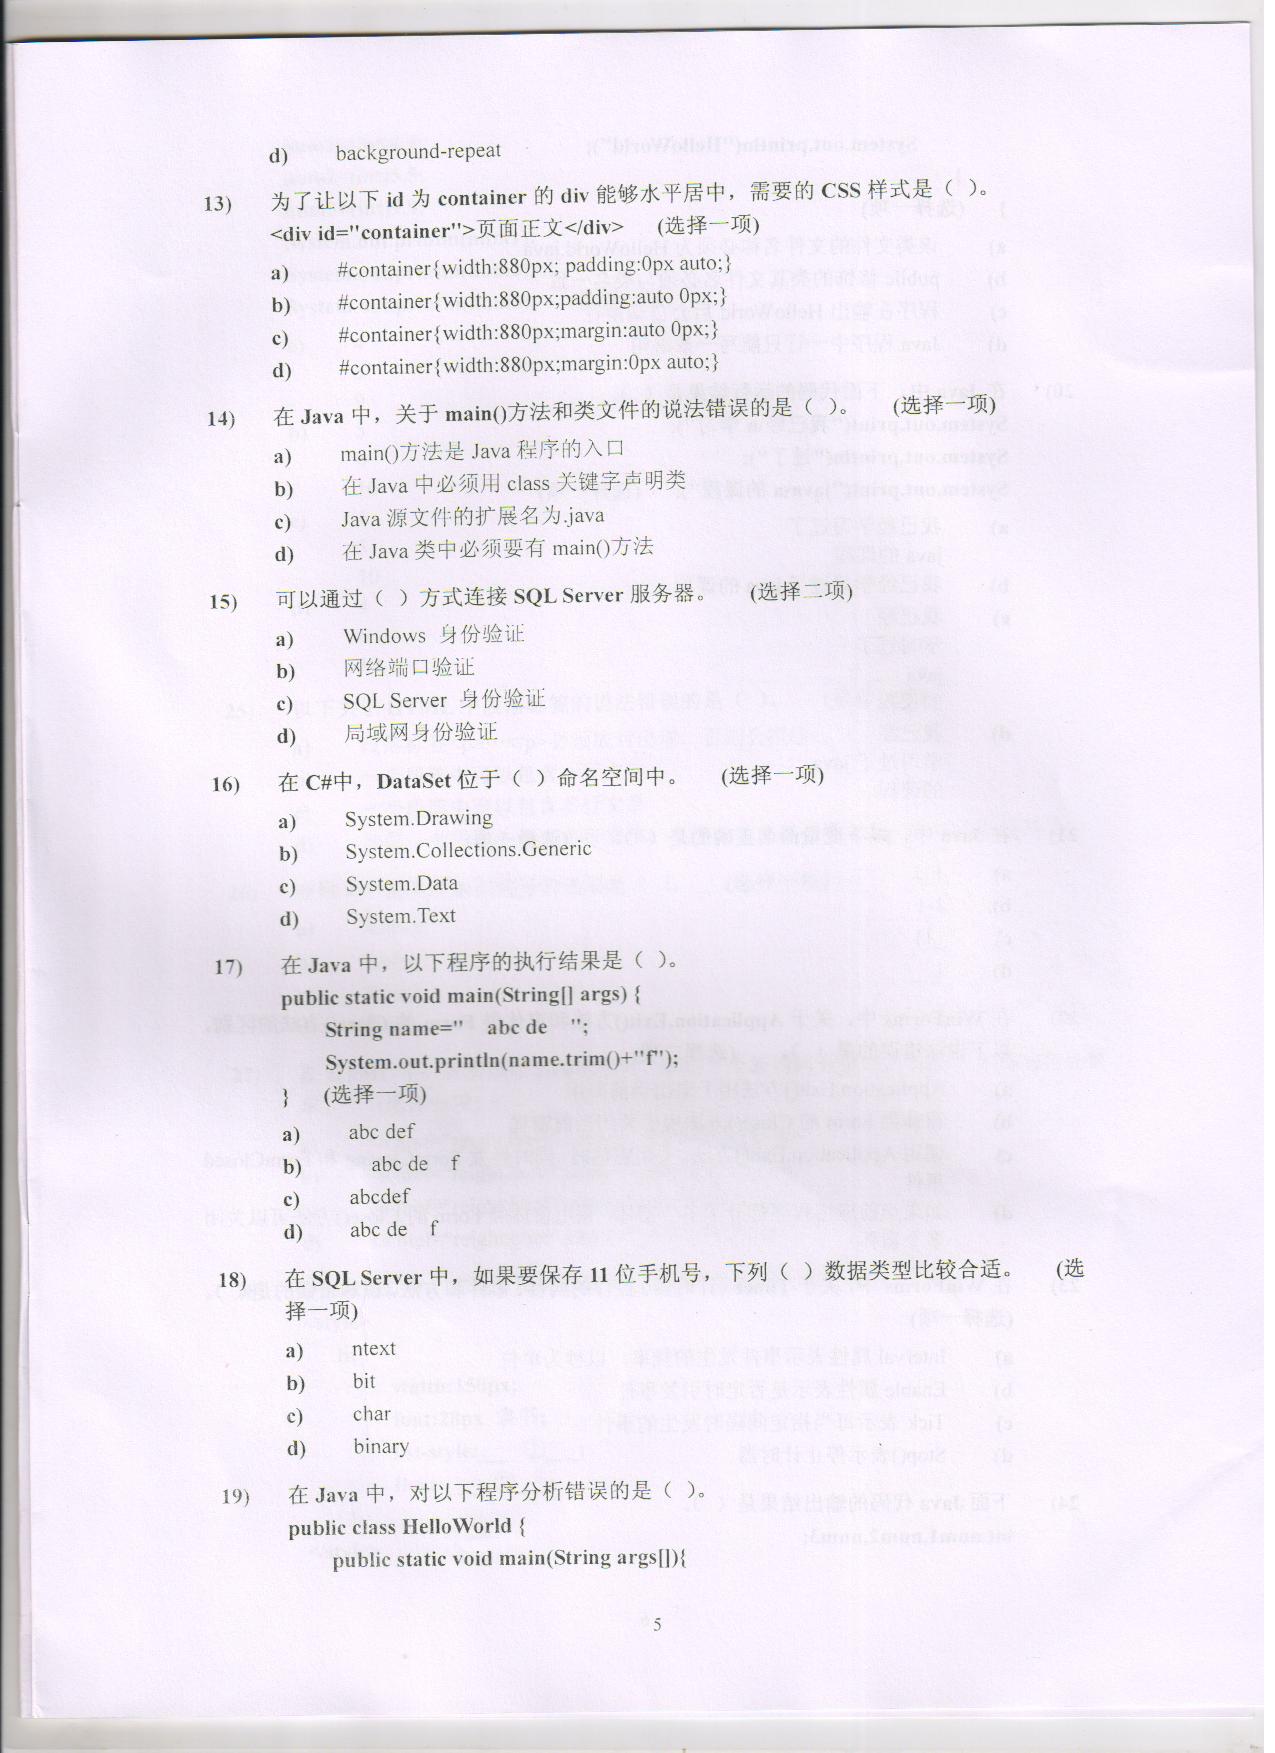 d) background-repeat
13) 为了让以下 id 为 container 的 div 能够水平居中，需要的 CSS 样式是（ ）。
<div id="container">页面正文</div> (选择一项)
a) #container{width:880px; padding:0px auto;}
b) #container{width:880px;padding:auto 0px;}
c) #container{width:880px;margin:auto 0px;}
d) #container{width:880px;margin:0px auto;}
14) 在 Java 中，关于 main()方法和类文件的说法错误的是（ ）。 (选择一项)
a) main()方法是 Java 程序的入口
b) 在 Java 中必须用 class 关键字声明类
c) Java 源文件的扩展名为.java
d) 在 Java 类中必须要有 main()方法
15) 可以通过（ ）方式连接 SQL Server 服务器。 (选择二项)
a) Windows 身份验证
b) 网络端口验证
c) SQL Server 身份验证
d) 局域网身份验证
16) 在 C#中，DataSet 位于（ ）命名空间中。 (选择一项)
a) System.Drawing
b) System.Collections.Generic
c) System.Data
d) System.Text
17) 在 Java 中，以下程序的执行结果是（ ）。
public static void main(String[] args) {
String name=" abc de ";
System.out.println(name.trim()+"f");
} (选择一项)
a) abc def
b) abc de f
c) abcdef
d) abc de f
18) 在 SQL Server 中，如果要保存 11 位手机号，下列（ ）数据类型比较合适。 (选
择一项)
a) ntext
b) bit
c) char
d) binary
19) 在 Java 中，对以下程序分析错误的是（ ）。
public class HelloWorld {
public static void main(String args[]){
5